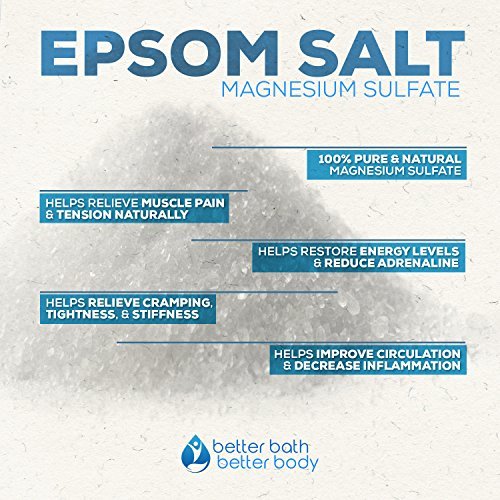 EPSOM SALT
MAGNESIUM SULFATE
100% PURE & NATURAL
MAGNESIUM SULFATE
HELPS RELIEVE MUSCLE PAIN
& TENSION NATURALLY
HELPS RESTORE ENERGY LEVELS
& REDUCE ADRENALINE
HELPS RELIEVE CRAMPING,
TIGHTNESS, & STIFFNESS
HELPS IMPROVE CIRCULATION
& DECREASE INFLAMMATION
better bath
better body